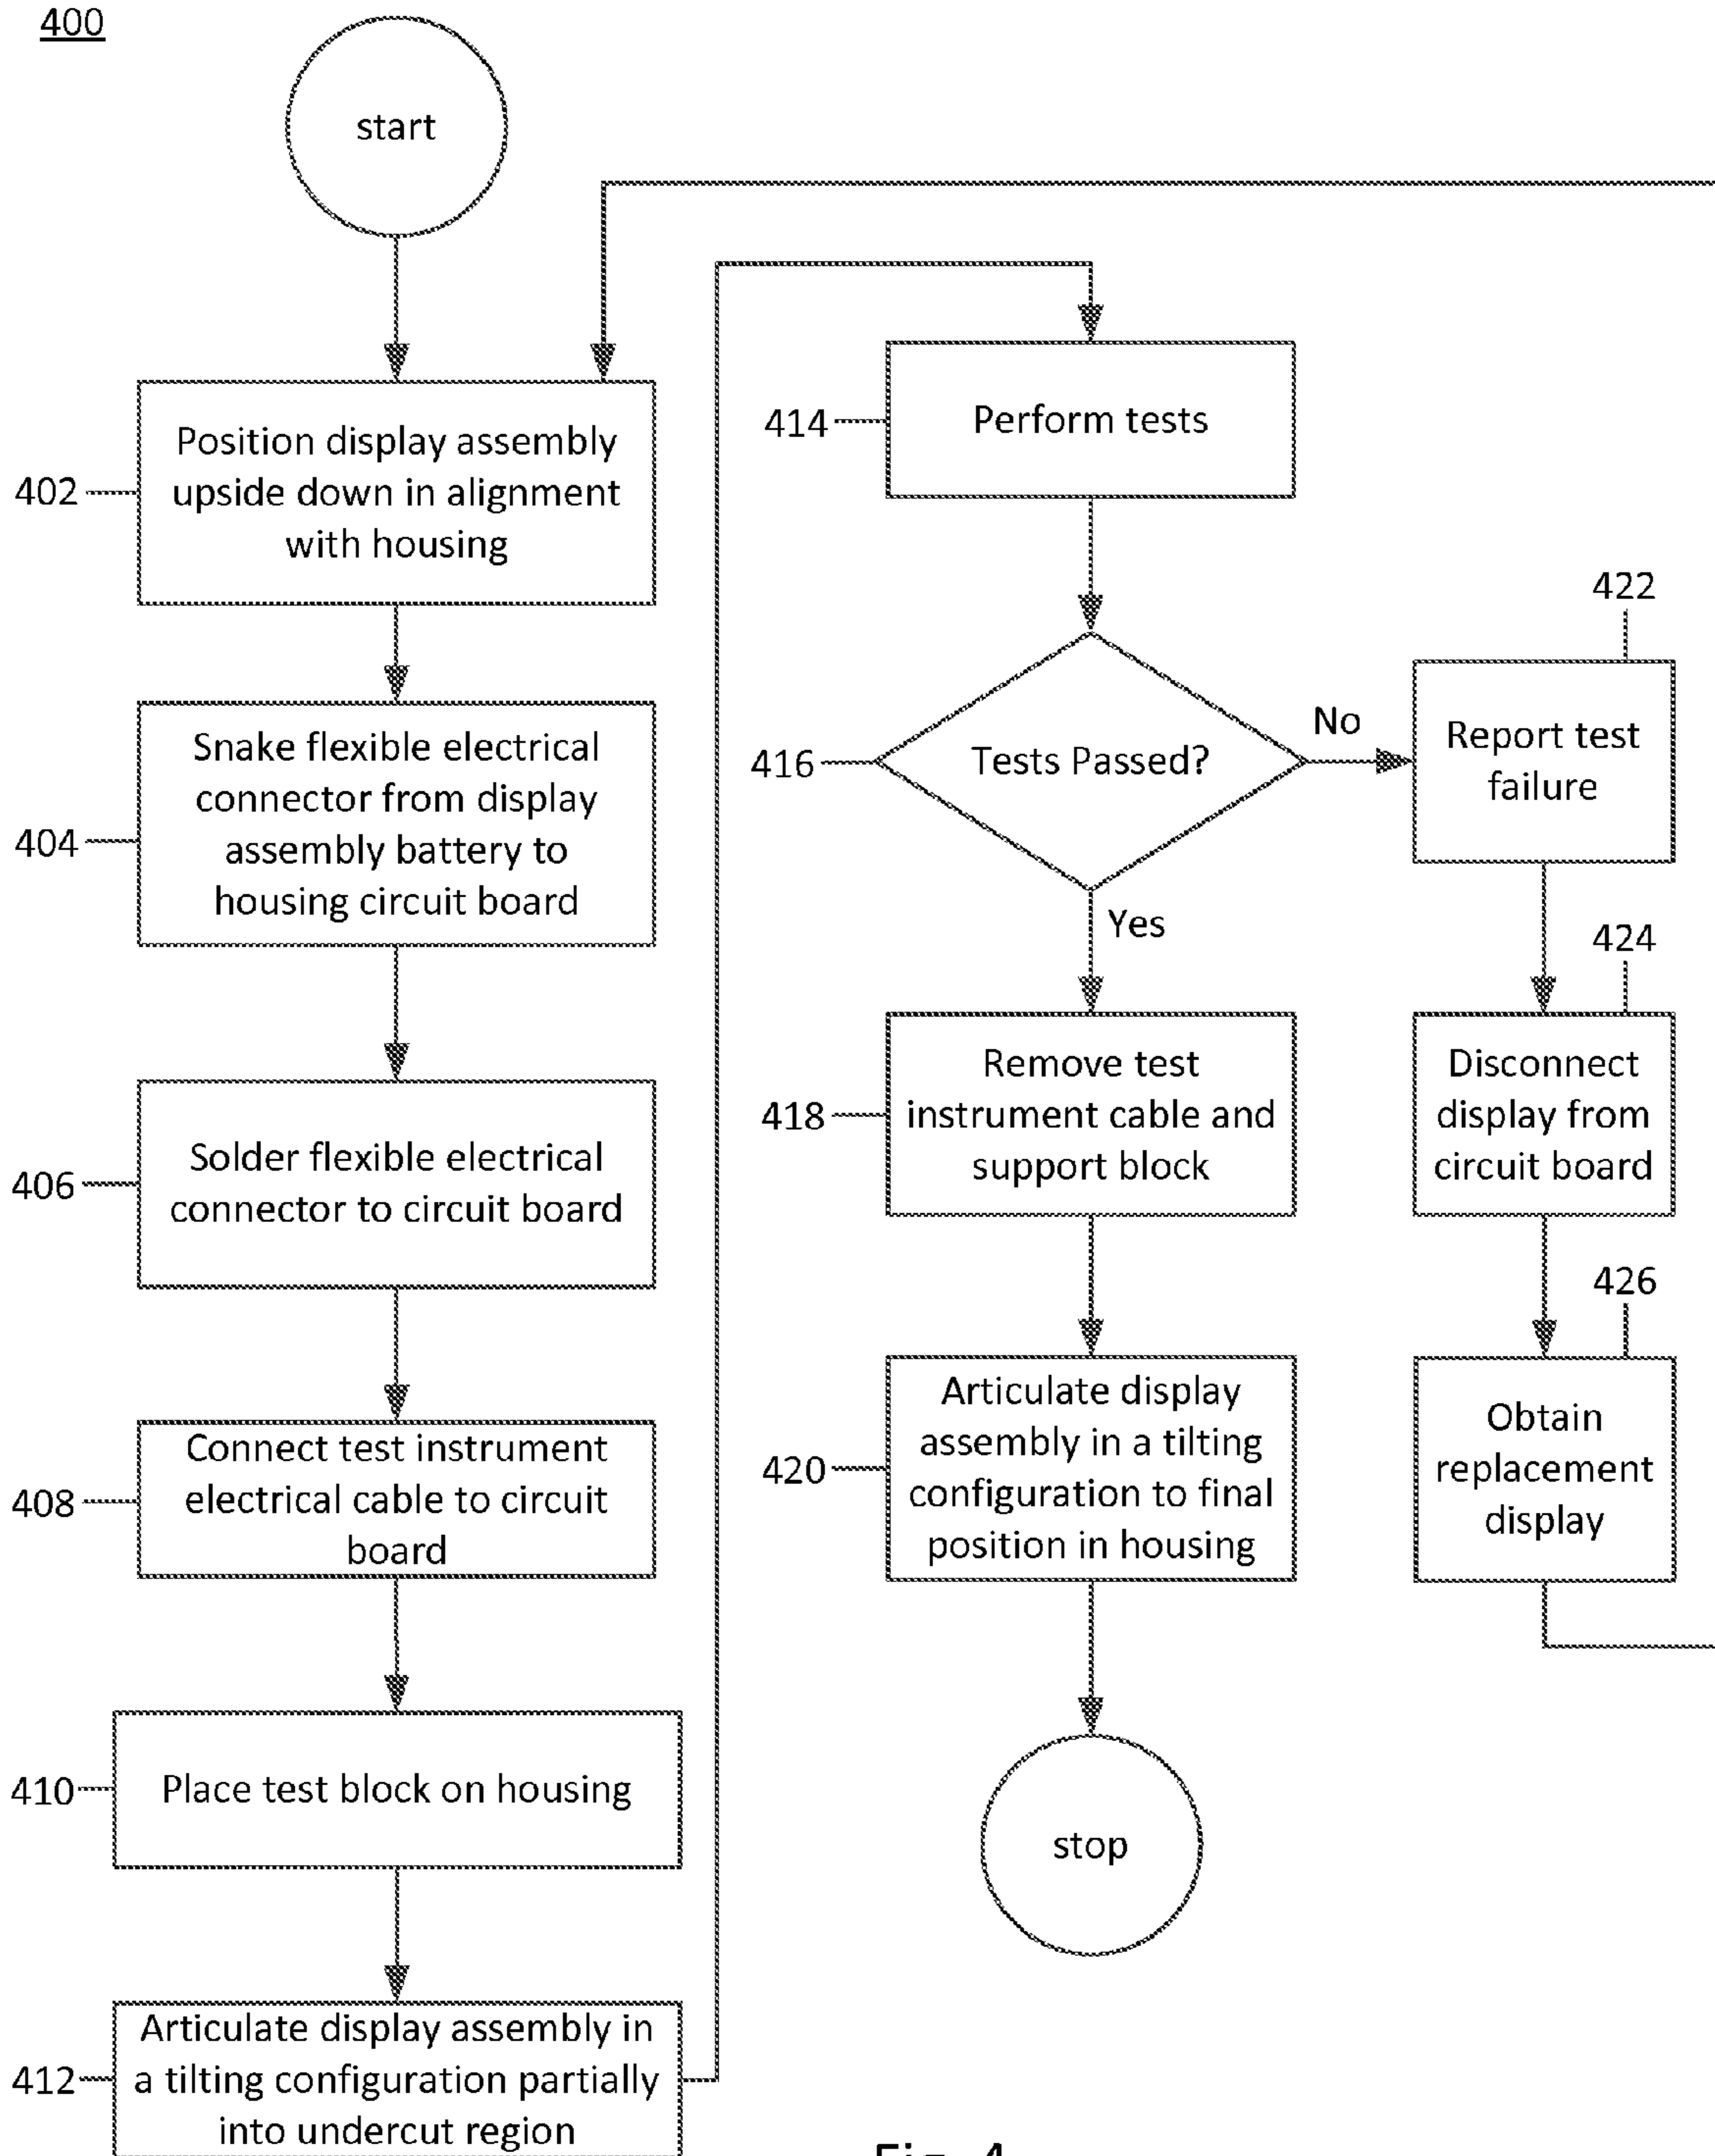 400
start
402
Position display assembly
upside down in alignment
with housing
404
Snake flexible electrical
connector from display
assembly battery to
housing circuit board
406
Solder flexible electrical
connector to circuit board
408
Connect test instrument
electrical cable to circuit
board
410
Place test block on housing
412
Articulate display assembly in
a tilting configuration partially
into undercut region
414
Perform tests
416
Tests Passed?
No
Yes
418
Remove test
instrument cable and
support block
420
Articulate display
assembly in a tilting
configuration to final
position in housing
stop
422
Report test
failure
424
Disconnect
display from
circuit board
426
Obtain
replacement
display
Fig. 4